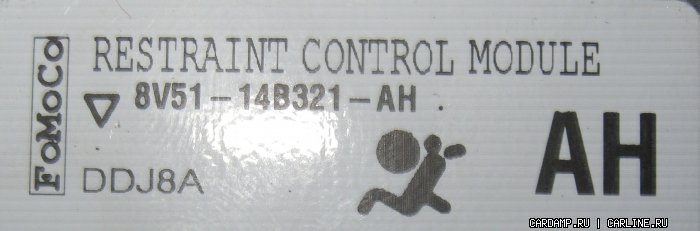 FoMoCo
RESTRAINT CONTROL MODULE
8V51-14B321-AH .
DDJ8A
AH
CARDAMP.RU | CARLINE.RU